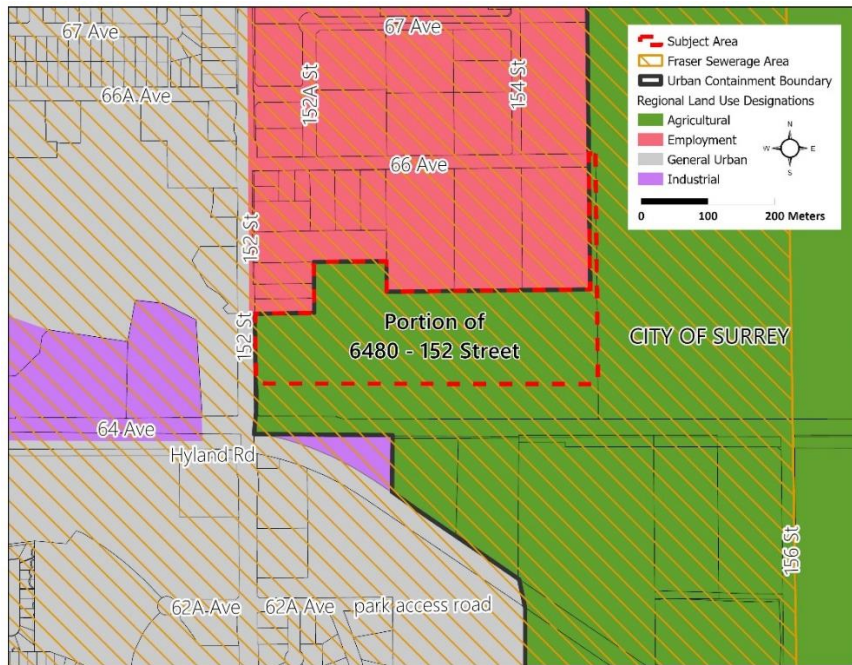 67 Ave
67 Ave
66A Ave
152A St
154 St
66 Ave
152 St
152 St
Portion of
6480 - 152 Street
CITY OF SURREY
64 Ave
Hyland Rd
62A Ave
62A Ave
park access road
156 St
Subject Area
Fraser Sewerage Area
Urban Containment Boundary
Regional Land Use Designations
Agricultural
Employment
General Urban
Industrial
N
W
E
S
0 100 200 Meters